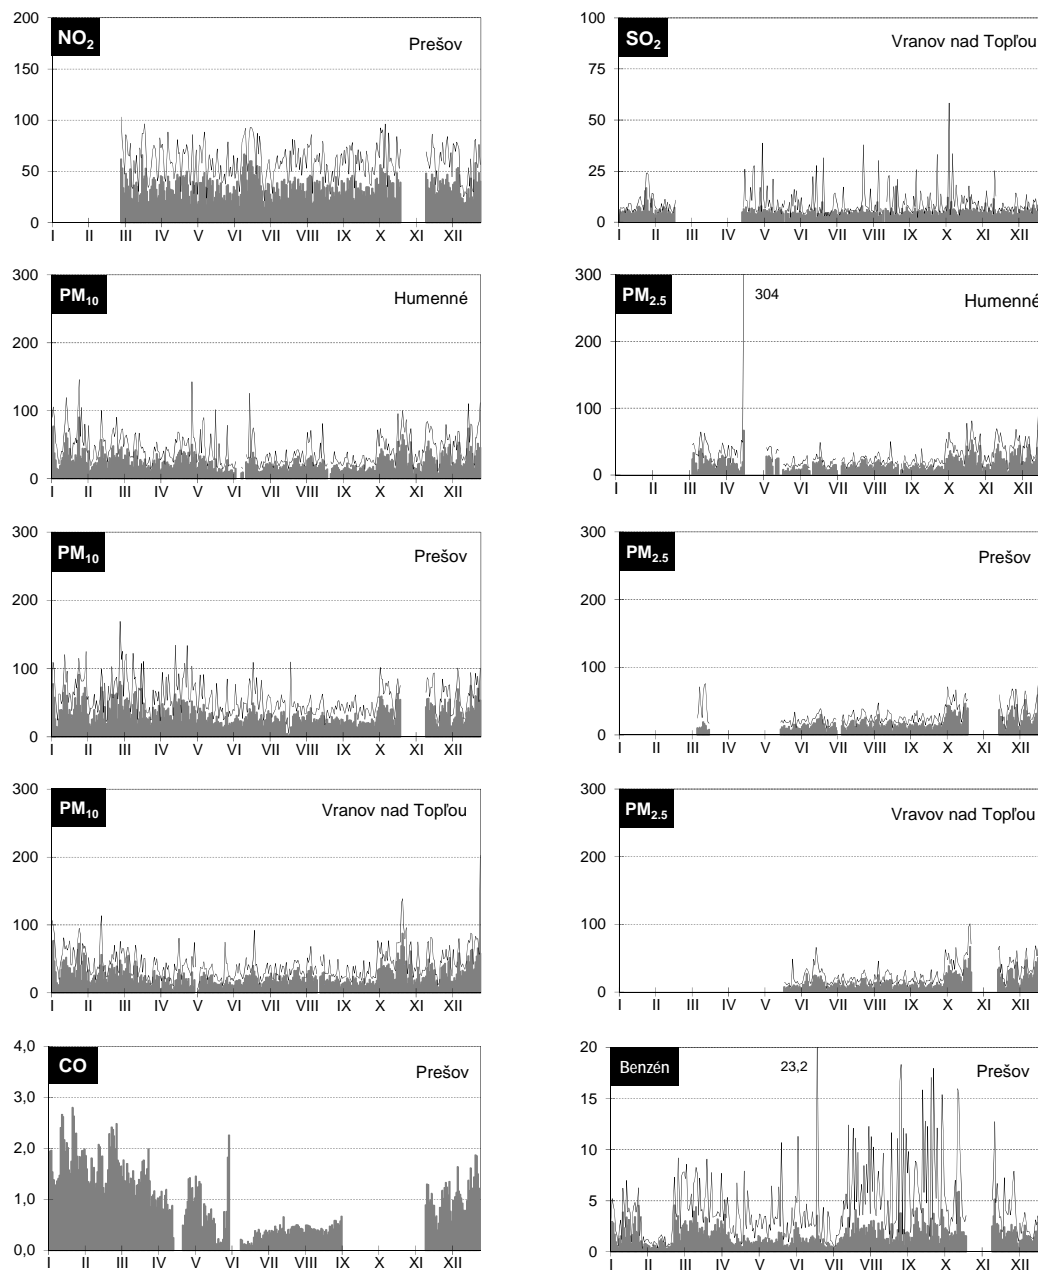 NO₂
Prešov
200
150
100
50
0
I II III IV V VI VII VIII IX X XI XII
SO₂
Vranov nad Topľou
100
75
50
25
0
I II III IV V VI VII VIII IX X XI XII
PM₁₀
Humenné
300
200
100
0
I II III IV V VI VII VIII IX X XI XII
PM₂.₅
304
Humenné
300
200
100
0
I II III IV V VI VII VIII IX X XI XII
PM₁₀
Prešov
300
200
100
0
I II III IV V VI VII VIII IX X XI XII
PM₂.₅
Prešov
300
200
100
0
I II III IV V VI VII VIII IX X XI XII
PM₁₀
Vranov nad Topľou
300
200
100
0
I II III IV V VI VII VIII IX X XI XII
PM₂.₅
Vravov nad Topľou
300
200
100
0
I II III IV V VI VII VIII IX X XI XII
CO
Prešov
4,0
3,0
2,0
1,0
0,0
I II III IV V VI VII VIII IX X XI XII
Benzén
23,2
Prešov
20
15
10
5
0
I II III IV V VI VII VIII IX X XI XII